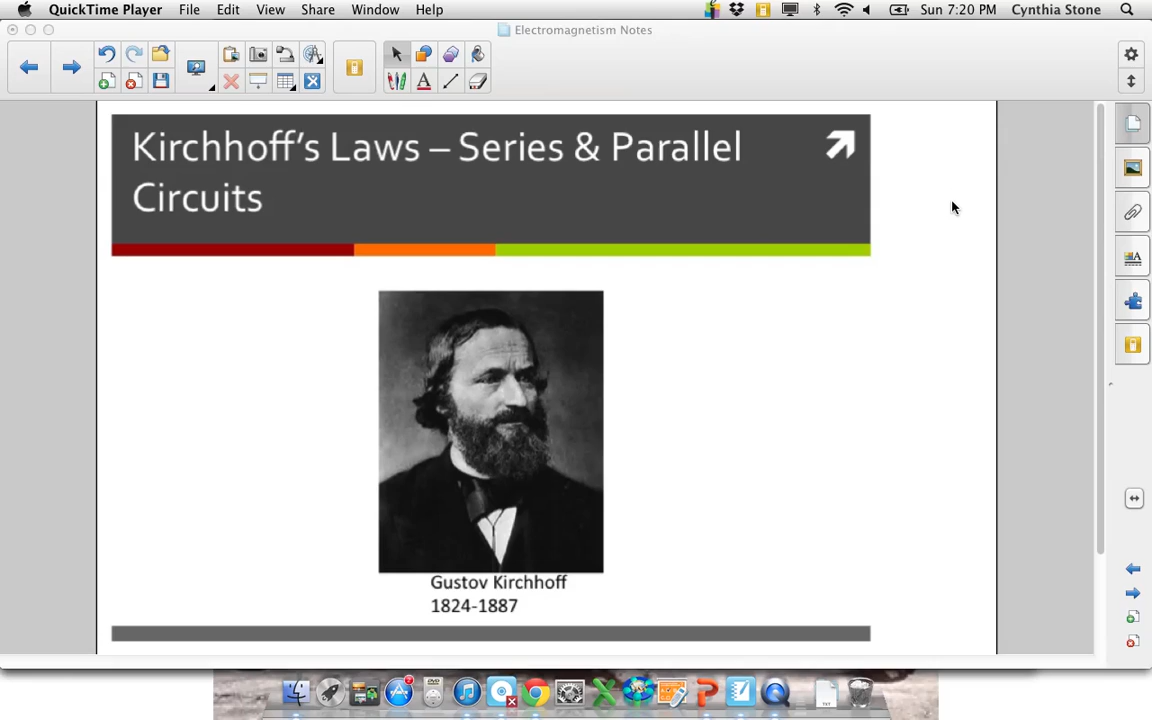 QuickTime Player File Edit View Share Window Help Sun 7:20 PM Cynthia Stone
Electromagnetism Notes
Kirchhoff's Laws – Series & Parallel
Circuits
Gustov Kirchhoff
1824-1887